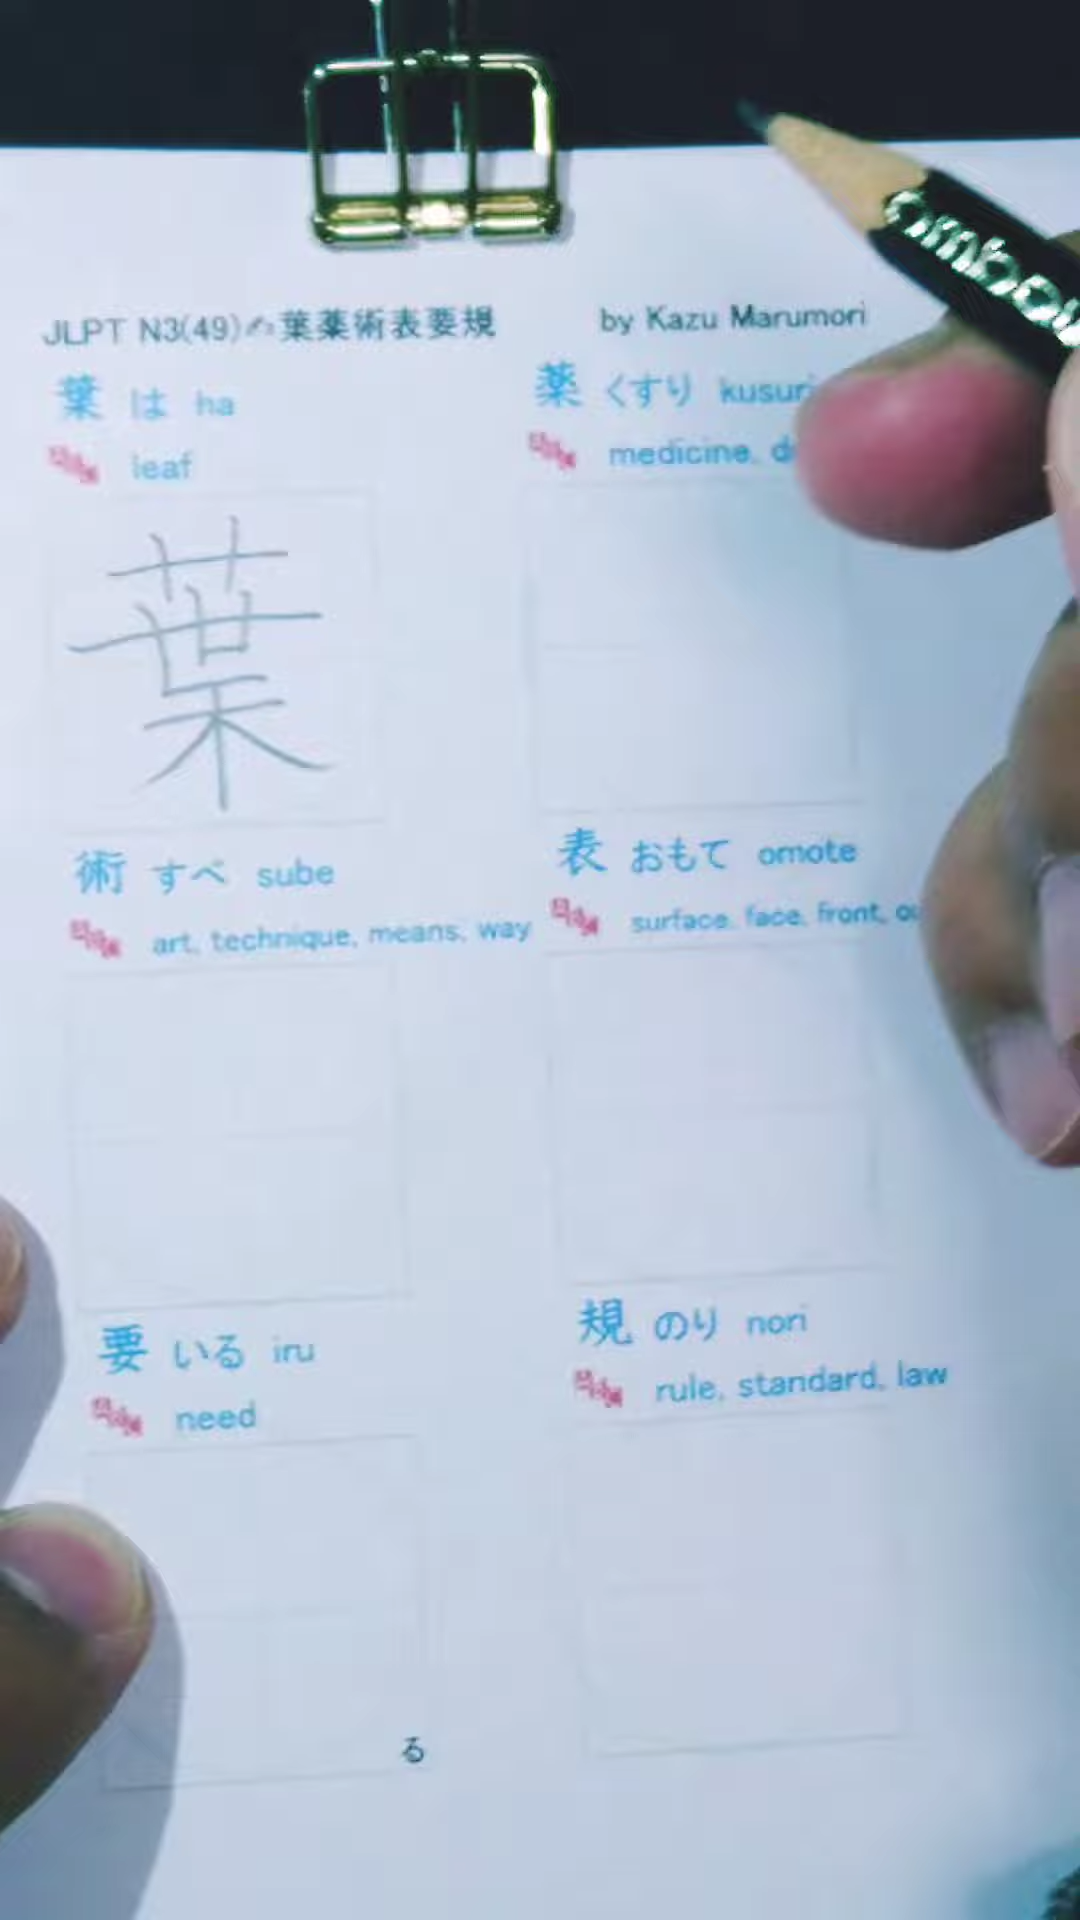 JLPT N3(49) 葉薬術表要規 by Kazu Marumori
葉 は ha
leaf
薬 くすり kusuri
medicine,
葉
術 すべ sube
art, technique, means, way
表 おもて omote
surface, face, front,
要 いる iru
need
規 のり nori
rule, standard, law
る